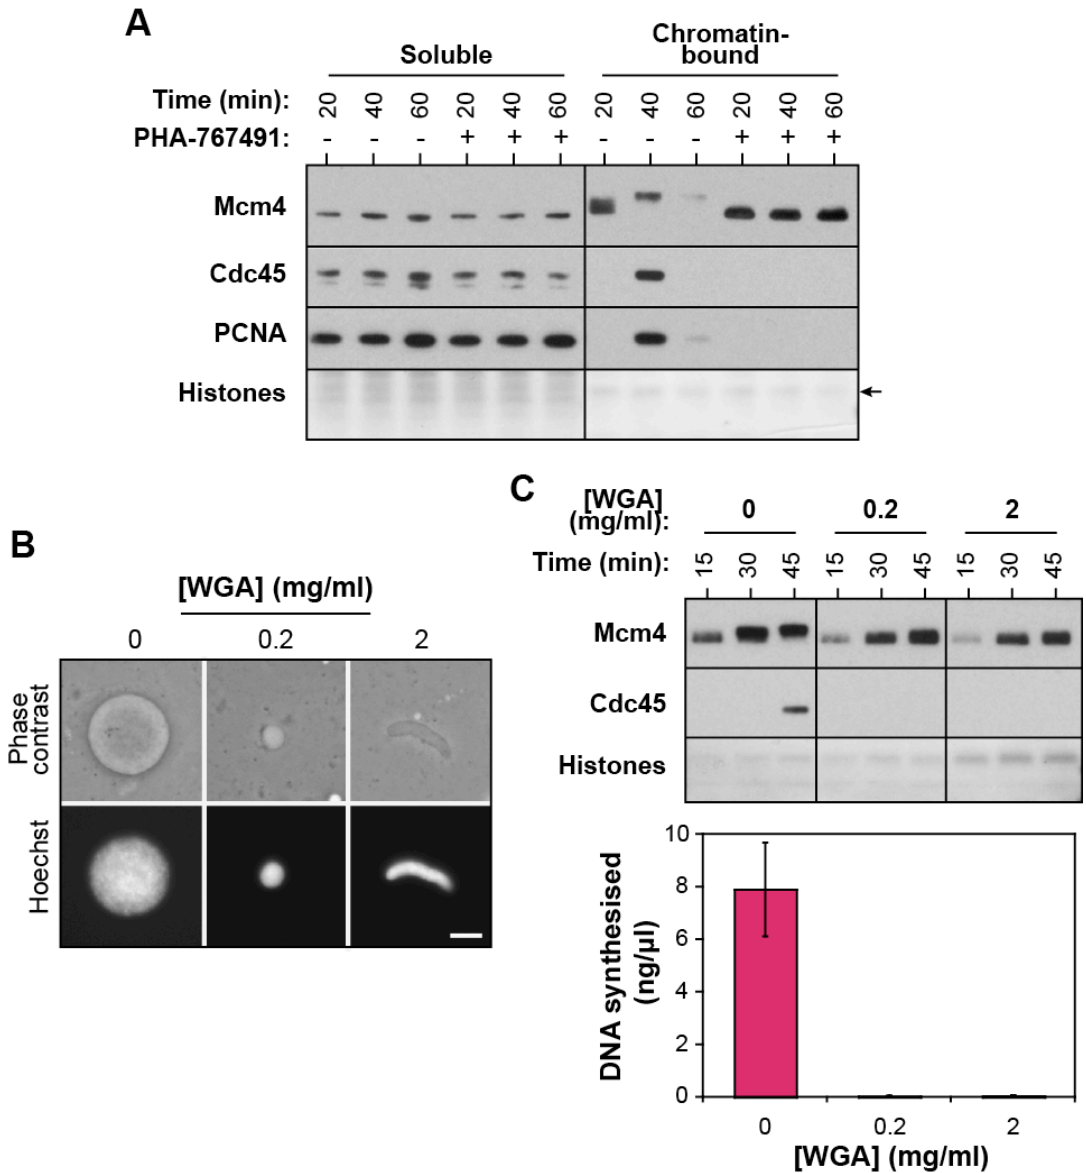 A
Soluble
Chromatin-
bound
Time (min): 20 40 60 20 40 60 20 40 60 20 40 60
PHA-767491: - - - + + + - - - + + +
Mcm4
Cdc45
PCNA
Histones
B
[WGA] (mg/ml)
0 0.2 2
Phase
contrast
Hoechst
C
[WGA]
(mg/ml): 0 0.2 2
Time (min): 15 30 45 15 30 45 15 30 45
Mcm4
Cdc45
Histones
DNA synthesised
(ng/µl)
10
8
6
4
2
0
0 0.2 2
[WGA] (mg/ml)